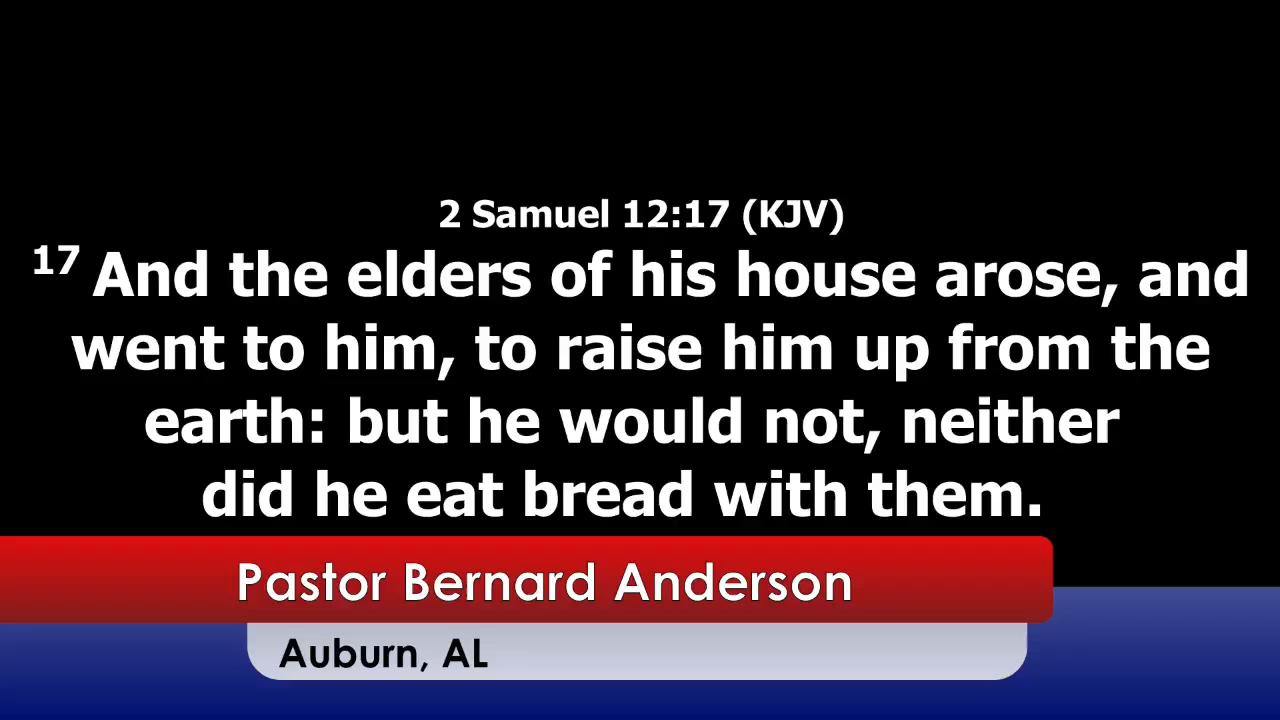 2 Samuel 12:17 (KJV)
17 And the elders of his house arose, and
went to him, to raise him up from the
earth: but he would not, neither
did he eat bread with them.
Pastor Bernard Anderson
Auburn, AL